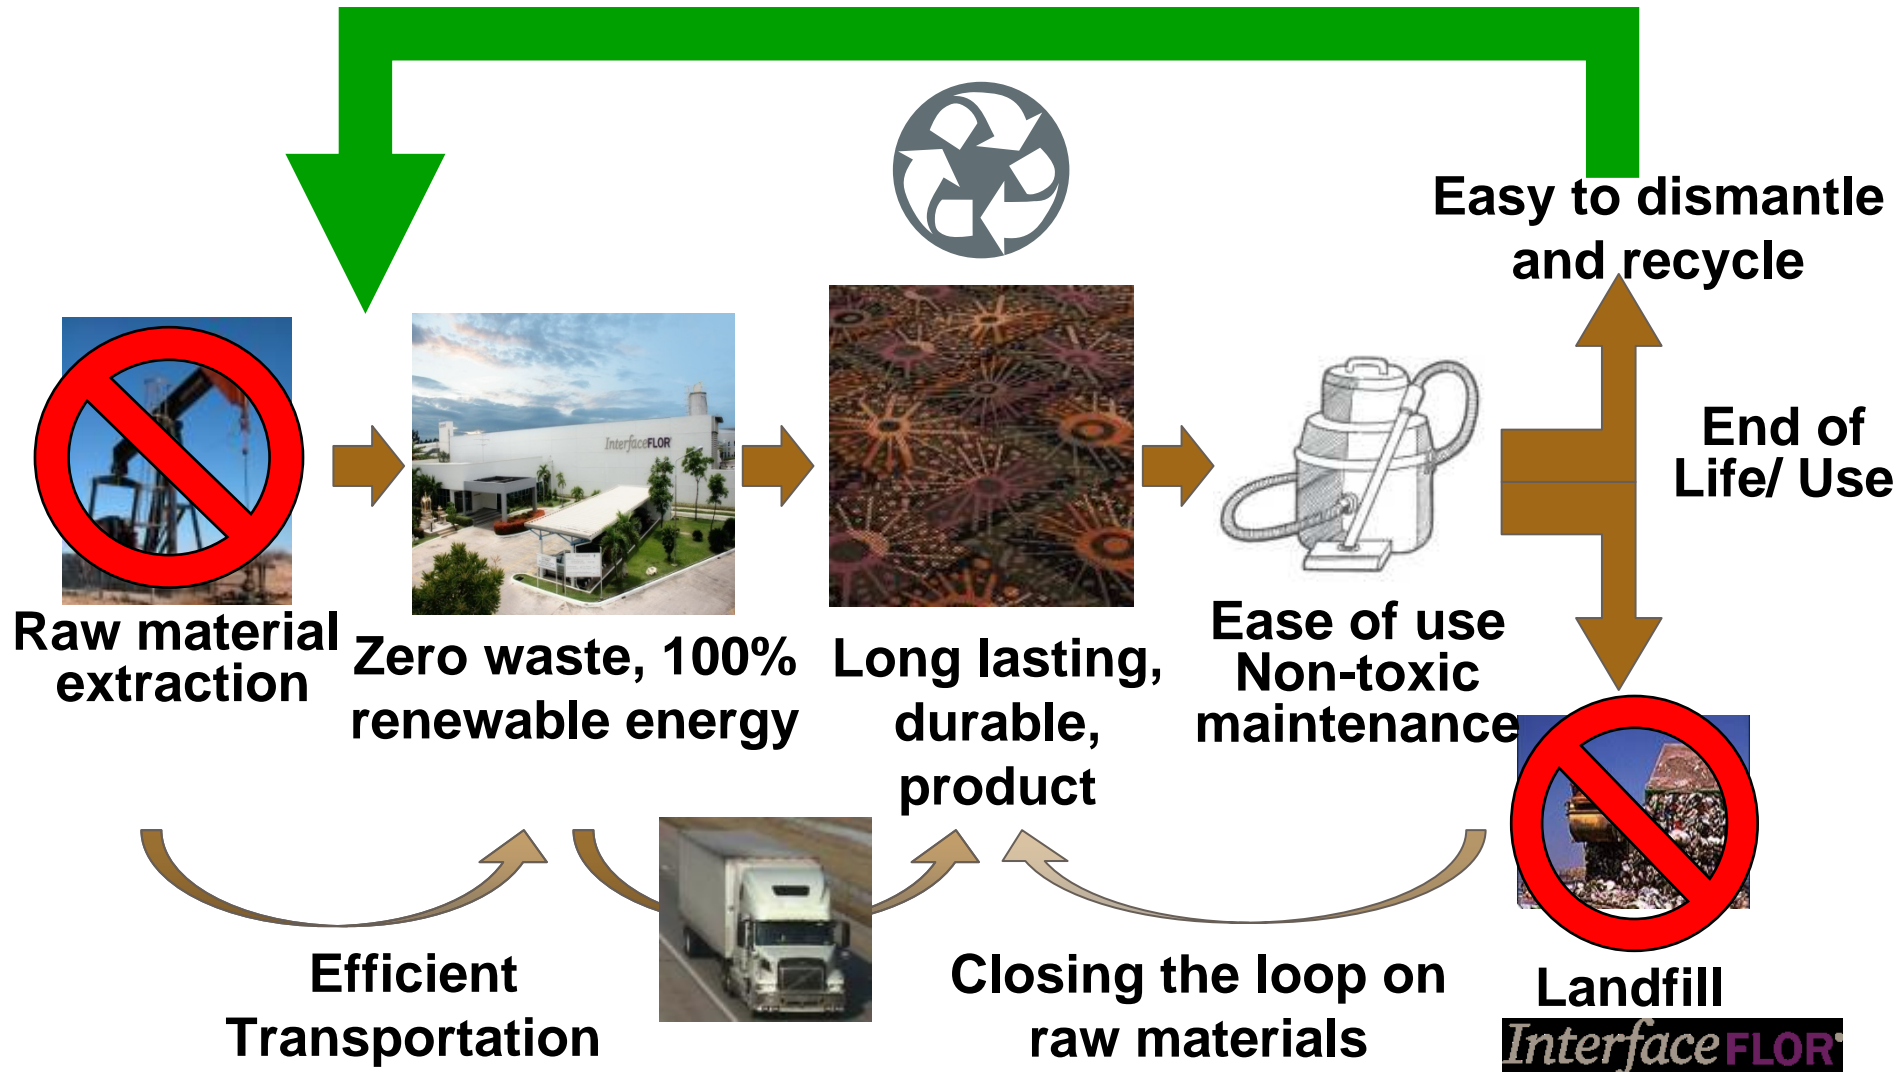 Easy to dismantle
and recycle
InterfaceFLOR
End of
Life/ Use
Raw material
extraction
Zero waste, 100%
renewable energy
Long lasting,
durable,
product
Ease of use
Non-toxic
maintenance
Efficient
Transportation
Closing the loop on
raw materials
Landfill
InterfaceFLOR